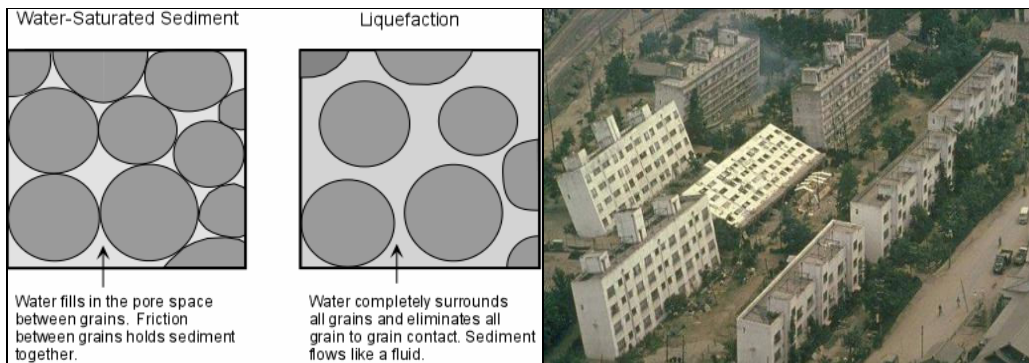 Water-Saturated Sediment
Liquefaction
Water fills in the pore space
between grains. Friction
between grains holds sediment
together.
Water completely surrounds
all grains and eliminates all
grain to grain contact. Sediment
flows like a fluid.